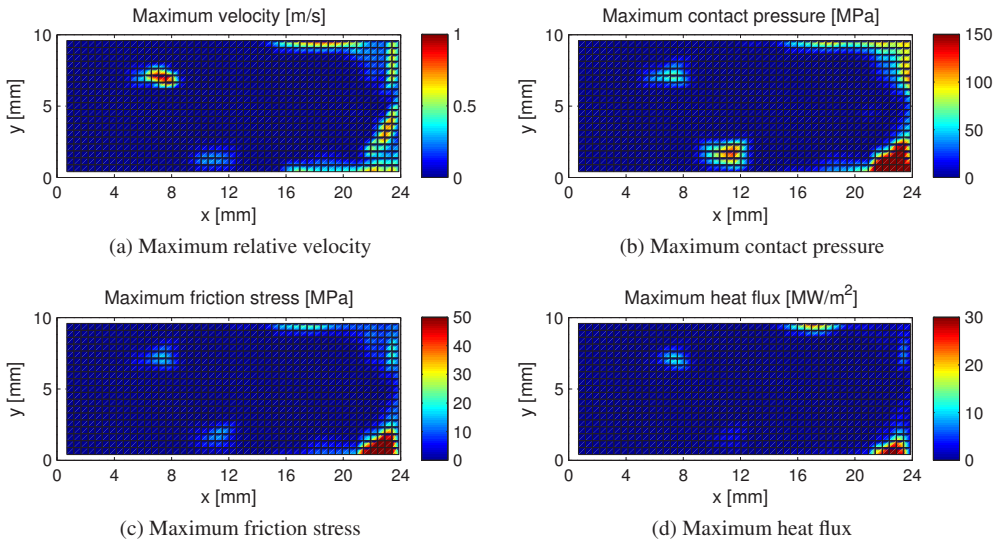 Maximum velocity [m/s]
10
5
0
y [mm]
0 4 8 12 16 20 24
x [mm]
1
0.5
0
(a) Maximum relative velocity
Maximum contact pressure [MPa]
10
5
0
y [mm]
0 4 8 12 16 20 24
x [mm]
150
100
50
0
(b) Maximum contact pressure
Maximum friction stress [MPa]
10
5
0
y [mm]
0 4 8 12 16 20 24
x [mm]
50
40
30
20
10
0
(c) Maximum friction stress
Maximum heat flux [MW/m²]
10
5
0
y [mm]
0 4 8 12 16 20 24
x [mm]
30
20
10
0
(d) Maximum heat flux